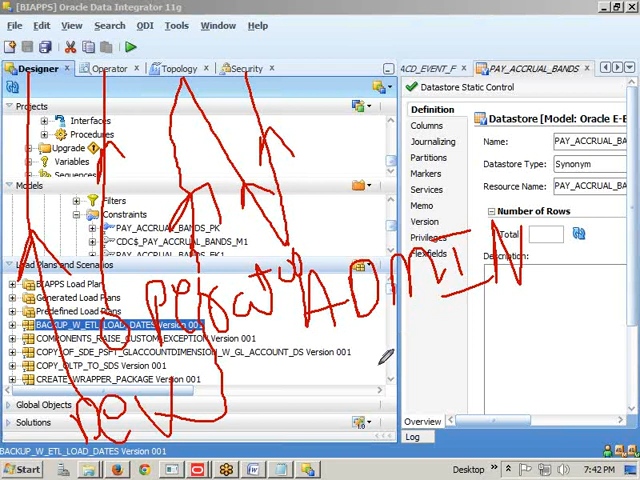 [BIAPPS] Oracle Data Integrator 11g
File Edit View Search ODI Tools Window Help
Designer Operator Topology Security
ACD_EVENT_F PAY_ACCRUAL_BANDS
Datastore Static Control
Projects
Interfaces
Procedures
Upgrade
Variables
Sequences
Models
Filters
Constraints
PAY_ACCRUAL_BANDS_PK
CDC$_PAY_ACCRUAL_BANDS_M1
PAY_ACCRUAL_BANDS_FK1
Load Plans and Scenarios
BIAPPS Load Plan
Generated Load Plans
Predefined Load Plans
BACKUP_W_ETL_LOAD_DATES Version 001
COMPONENTS_RAISE_CUSTOM_EXCEPTION Version 001
COPY_OF_SDE_PSFT_GLACCOUNTDIMENSION_W_GL_ACCOUNT_DS Version 001
COPY_OLTP_TO_SDS Version 001
CREATE_WRAPPER_PACKAGE Version 001
Global Objects
Solutions
Definition
Columns
Journalizing
Partitions
Markers
Services
Memo
Version
Privileges
Flexfields
Datastore [Model: Oracle E-B
Name: PAY_ACCRUAL_BA
Datastore Type: Synonym
Resource Name: PAY_ACCRUAL_BA
Number of Rows
Total
Description:
ADMIN
Dev
Overview
Log
BACKUP_W_ETL_LOAD_DATES Version 001
Start
Desktop
7:42 PM